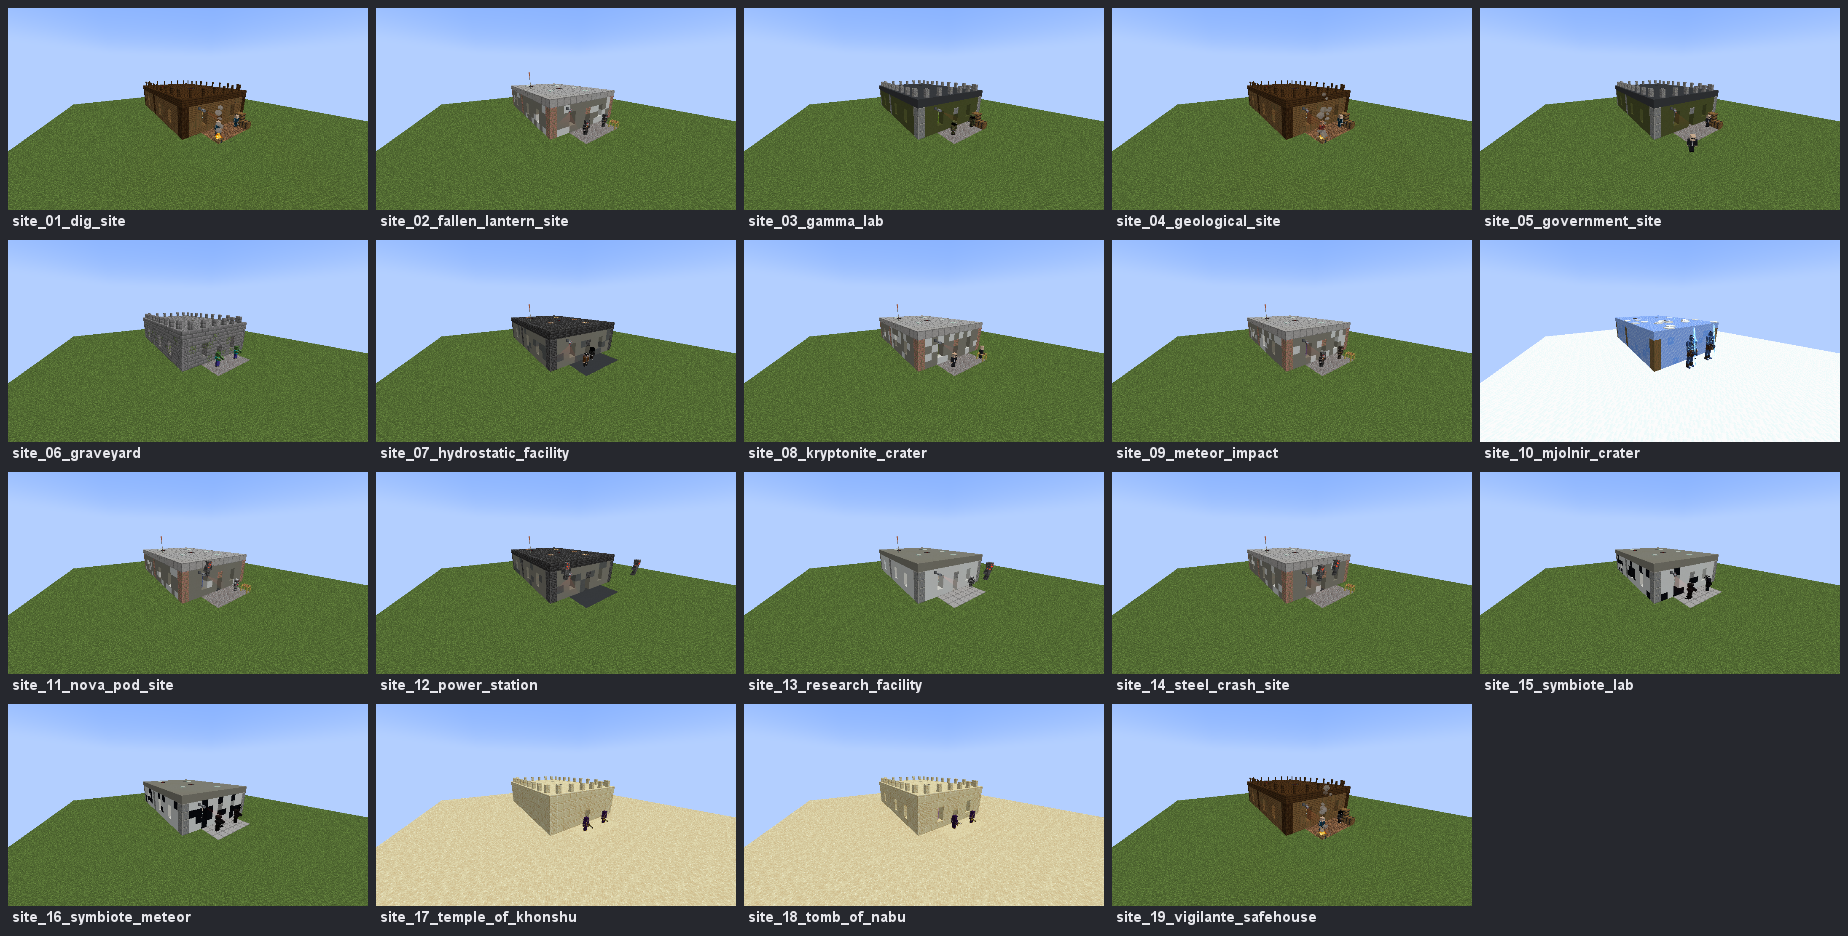 site_01_dig_site
site_02_fallen_lantern_site
site_03_gamma_lab
site_04_geological_site
site_05_government_site
site_06_graveyard
site_07_hydrostatic_facility
site_08_kryptonite_crater
site_09_meteor_impact
site_10_mjolnir_crater
site_11_nova_pod_site
site_12_power_station
site_13_research_facility
site_14_steel_crash_site
site_15_symbiote_lab
site_16_symbiote_meteor
site_17_temple_of_khonshu
site_18_tomb_of_nabu
site_19_vigilante_safehouse